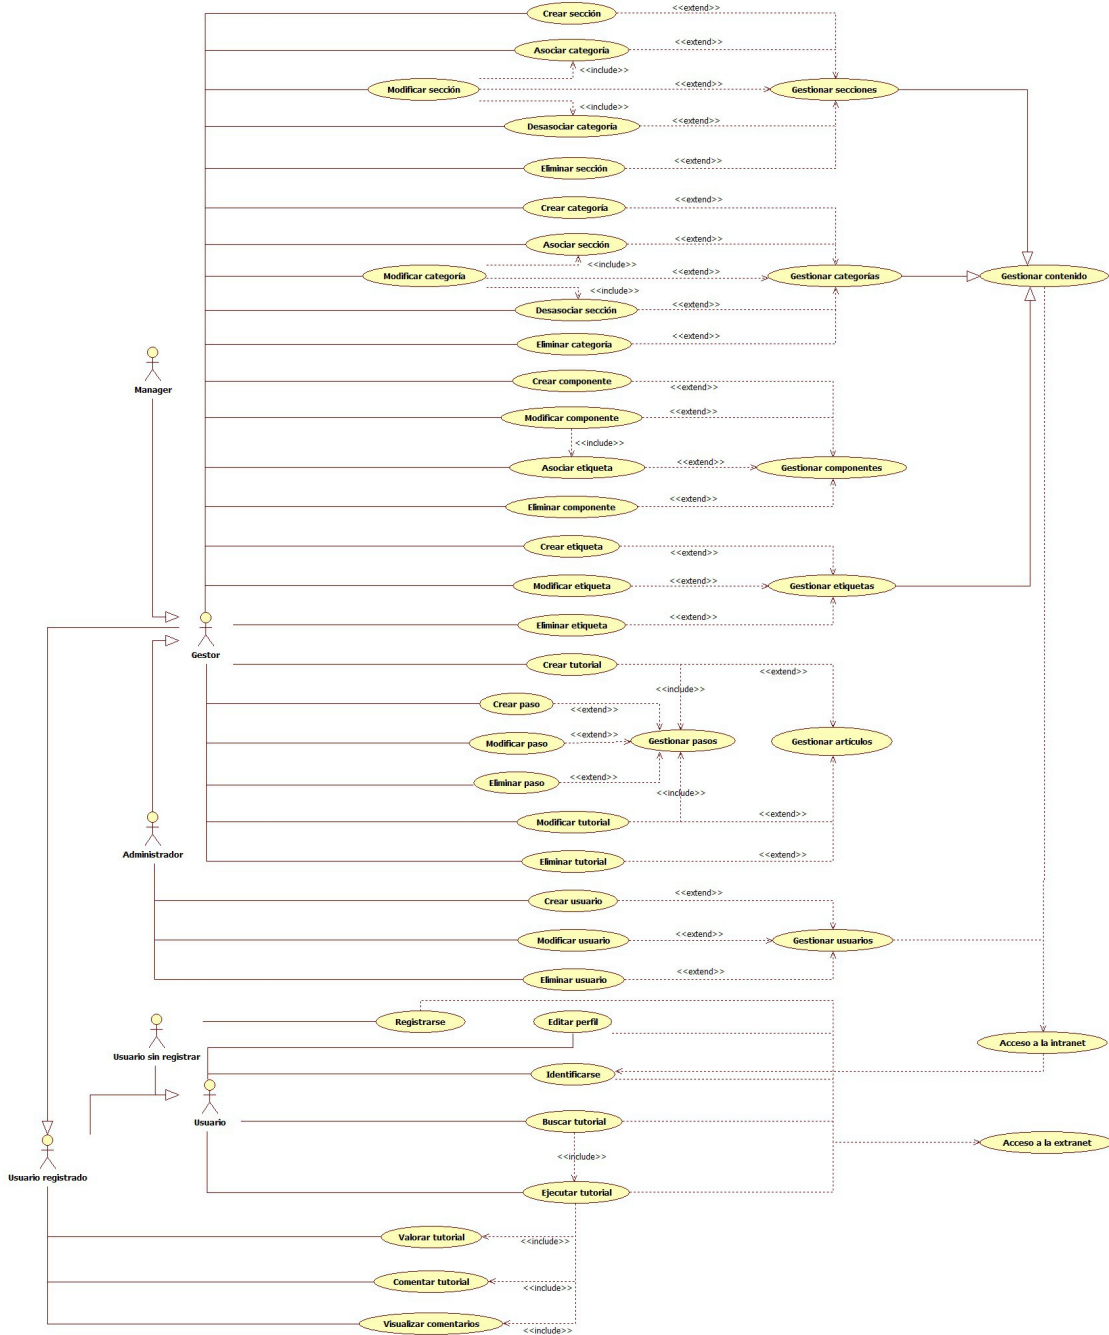 Crear sección
<<extend>>
Asociar categoría
<<extend>>
<<include>>
Modificar sección
<<extend>>
Gestionar secciones
<<include>>
Desasociar categoría
<<extend>>
Eliminar sección
<<extend>>
Crear categoría
<<extend>>
Asociar sección
<<extend>>
<<include>>
Modificar categoría
<<extend>>
Gestionar categorías
Gestionar contenido
<<include>>
Desasociar sección
<<extend>>
Eliminar categoría
<<extend>>
Manager
Crear componente
<<extend>>
Modificar componente
<<extend>>
<<include>>
Asociar etiqueta
<<extend>>
Gestionar componentes
Eliminar componente
<<extend>>
Crear etiqueta
<<extend>>
Modificar etiqueta
<<extend>>
Gestionar etiquetas
Eliminar etiqueta
<<extend>>
Gestor
Crear tutorial
<<extend>>
<<include>>
Crear paso
<<extend>>
Modificar paso
<<extend>>
Gestionar pasos
Gestionar artículos
Eliminar paso
<<extend>>
<<include>>
Modificar tutorial
<<extend>>
Administrador
Eliminar tutorial
<<extend>>
Crear usuario
<<extend>>
Modificar usuario
<<extend>>
Gestionar usuarios
Eliminar usuario
<<extend>>
Registrarse
Editar perfil
Usuario sin registrar
Acceso a la intranet
Identificarse
Usuario
Buscar tutorial
Acceso a la extranet
<<include>>
Usuario registrado
Ejecutar tutorial
Valorar tutorial
<<include>>
Comentar tutorial
<<include>>
Visualizar comentarios
<<include>>